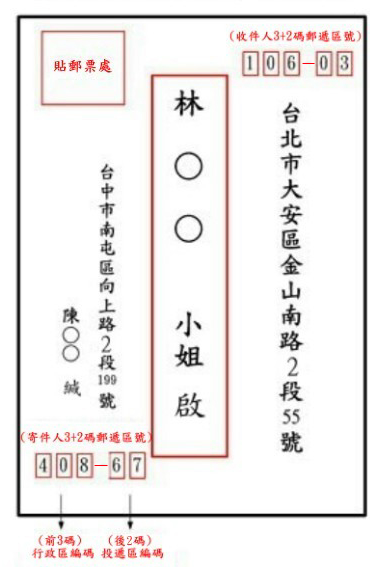 (收件人3+2碼郵遞區號)
106-03
貼郵票處
台北市大安區金山南路2段55號
林○○ 小姐 啟
台中市南屯區向上路2段199號
陳○○ 緘
(寄件人3+2碼郵遞區號)
408-67
(前3碼)
行政區編碼
(後2碼)
投遞區編碼